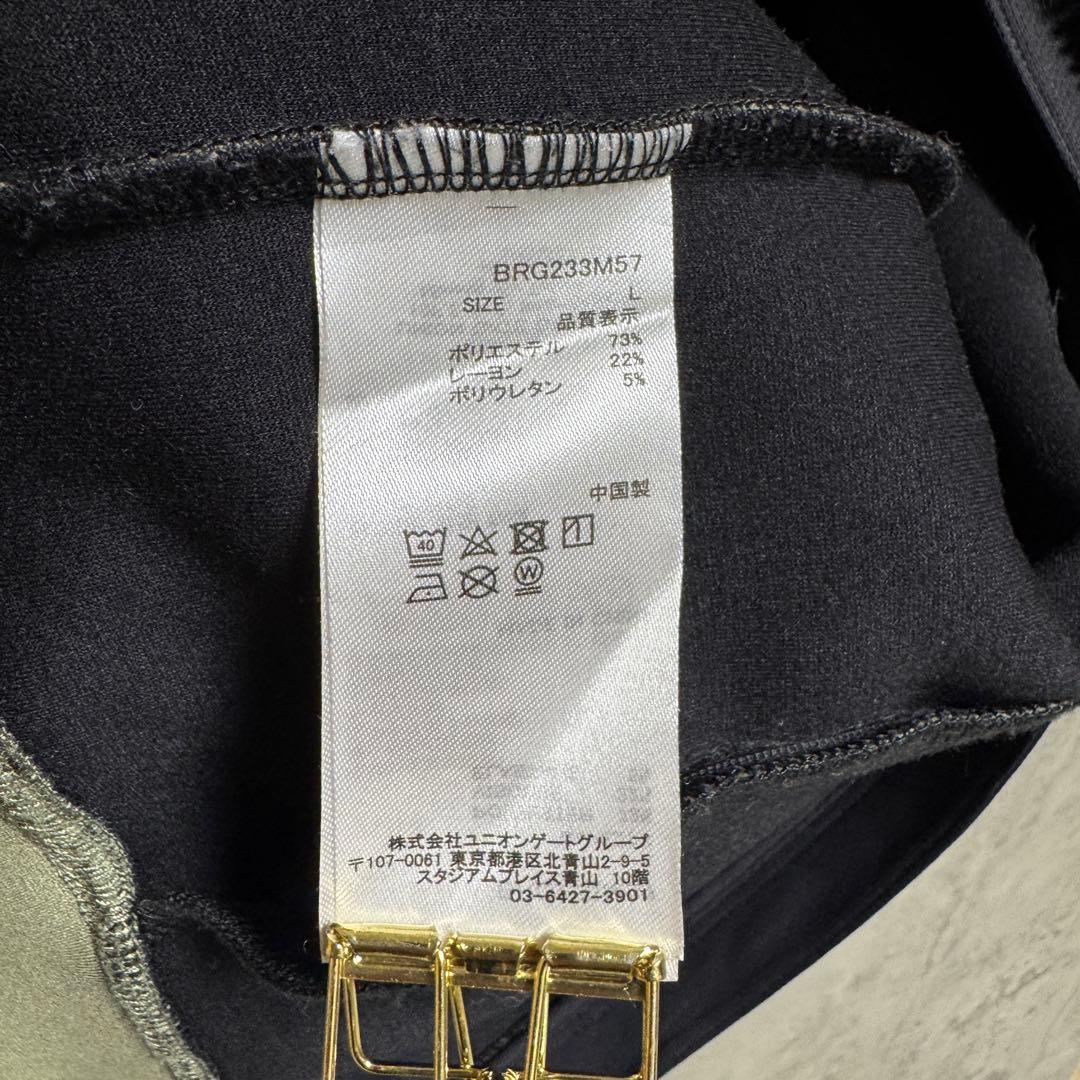 BRG233M57
SIZE L
品質表示
ポリエステル 73%
レーヨン 22%
ポリウレタン 5%
中国製
40
W
株式会社ユニオンゲートグループ
〒107-0061 東京都港区北青山2-9-5
スタジアムプレイス青山 10階
03-6427-3901